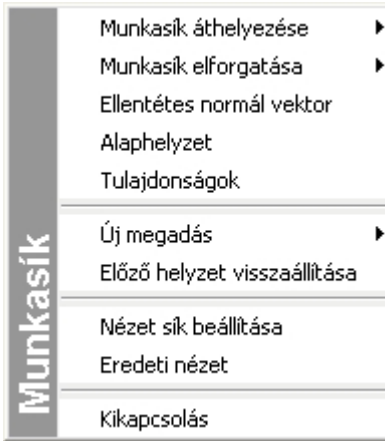 Munkasík
Munkasík áthelyezése
Munkasík elforgatása
Ellentétes normál vektor
Alaphelyzet
Tulajdonságok
Új megadás
Előző helyzet visszaállítása
Nézet sík beállítása
Eredeti nézet
Kikapcsolás